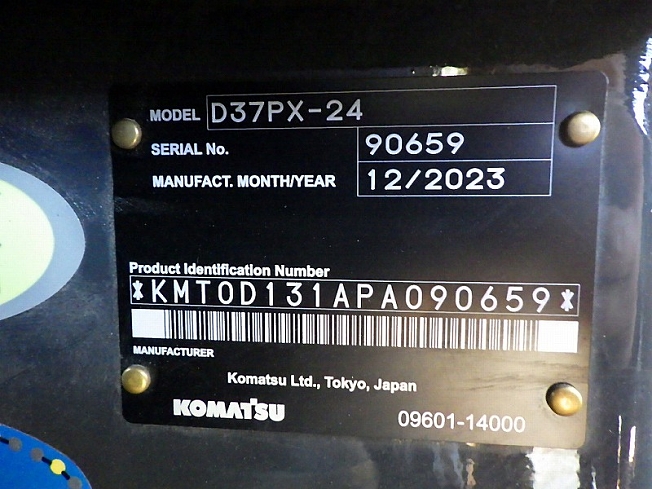 MODEL D37PX-24
SERIAL No. 90659
MANUFACT. MONTH/YEAR 12/2023
Product Identification Number
*KMT0D131APA090659*
MANUFACTURER
Komatsu Ltd., Tokyo, Japan
KOMATSU 09601-14000